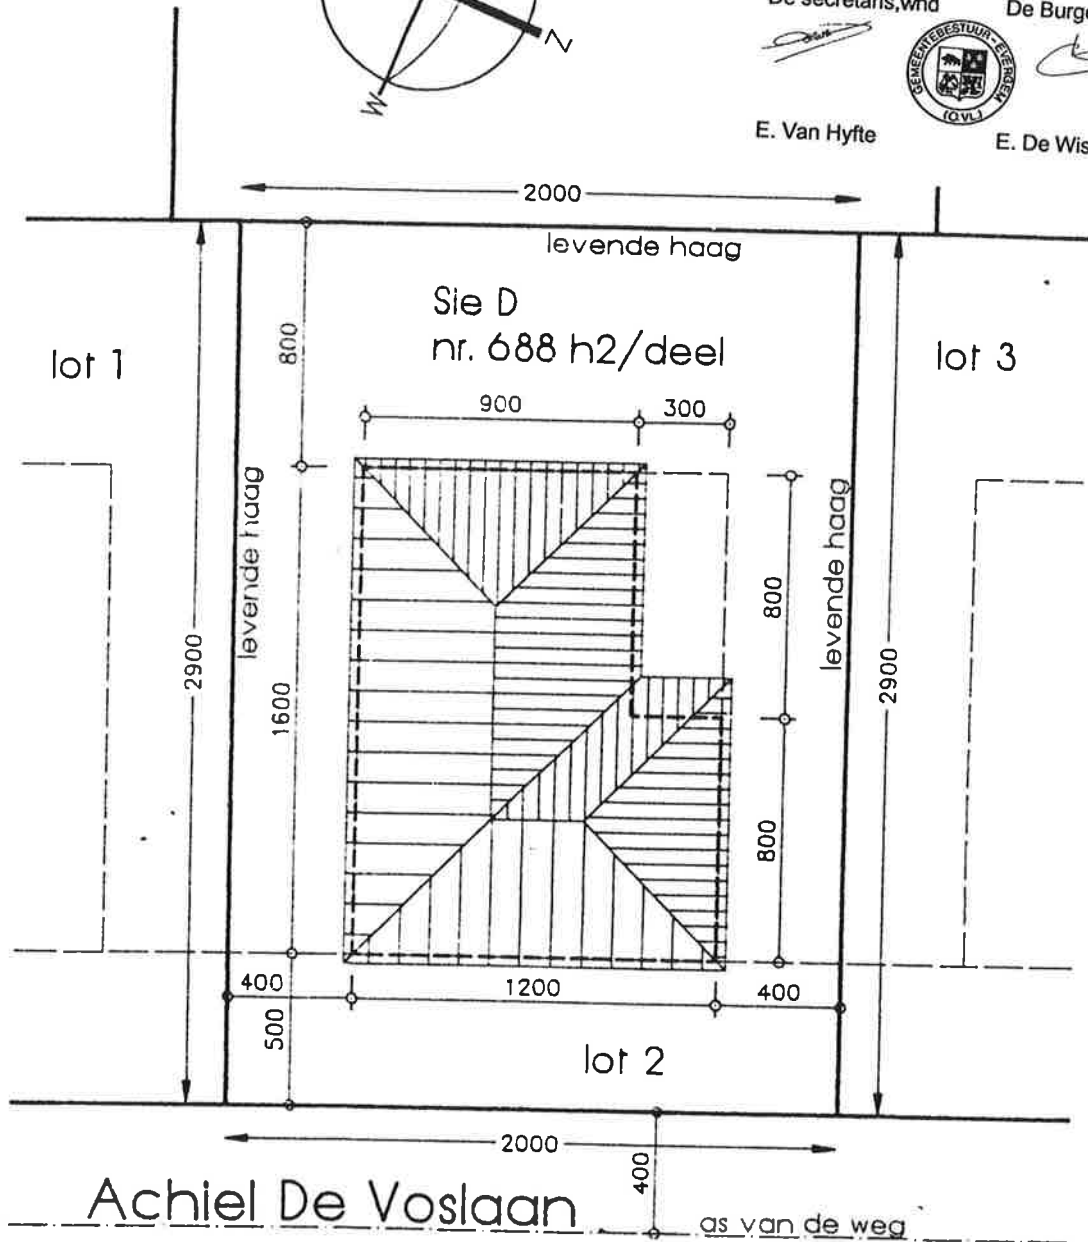 De secretaris,wnd De Burge
GEMEENTEBESTUUR-EVERGEM
(O.VL.)
E. Van Hyfte E. De Wis
Z
W
2000
levende haag
Sie D
nr. 688 h2/deel
lot 1
lot 3
800
900 300
levende haag
levende haag
800
2900
1600
2900
800
400 1200 400
500
lot 2
2000
400
Achiel De Voslaan
as van de weg